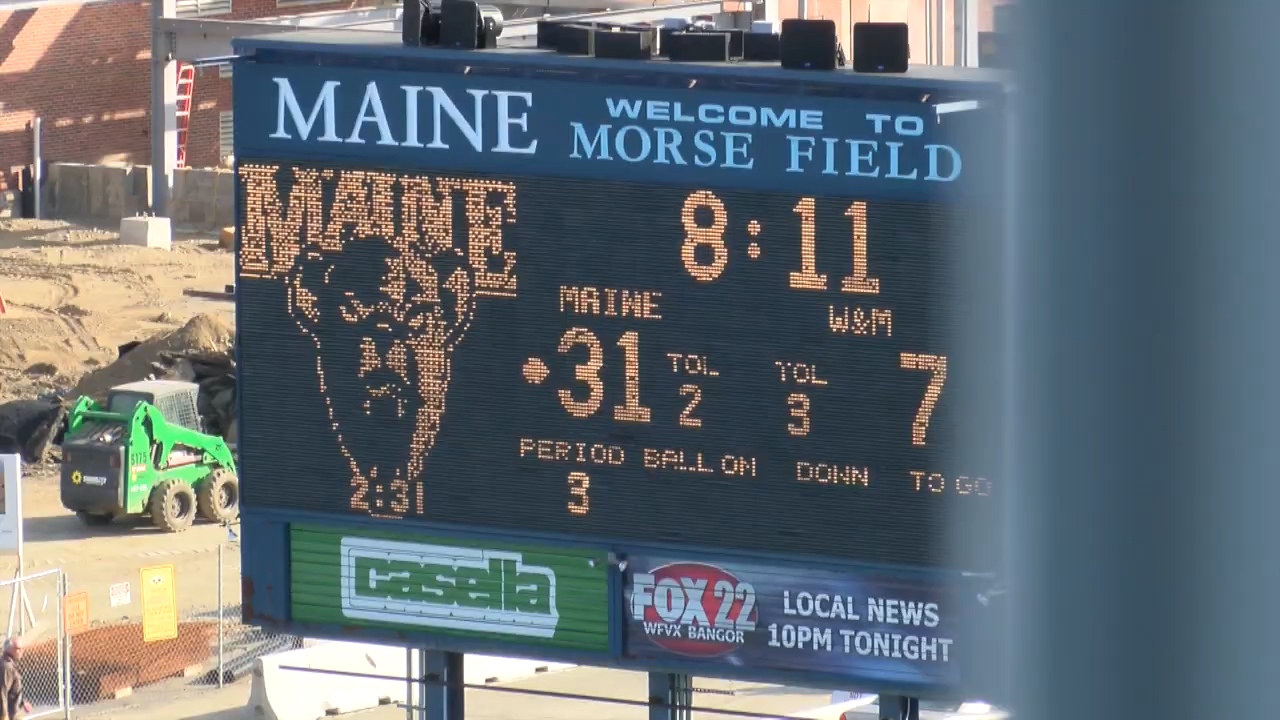 MAINE
WELCOME TO
MORSE FIELD
MAINE
8:11
MAINE
W&M
31
TOL
2
TOL
3
7
PERIOD
BALL ON
DOWN
TO GO
3
2:31
casella
FOX 22
WFVX BANGOR
LOCAL NEWS
10PM TONIGHT
S175